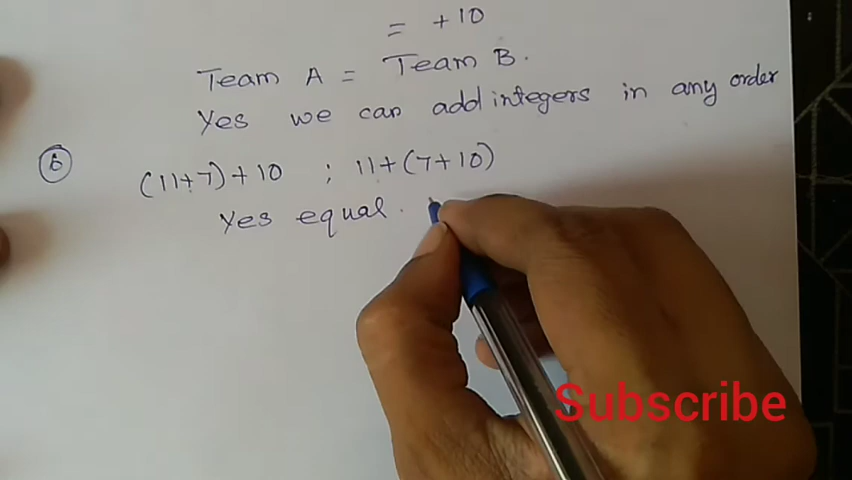 = +10
Team A = Team B.
Yes we can add integers in any order
6 (11+7)+10 ; 11+(7+10)
Yes equal.
Subscribe